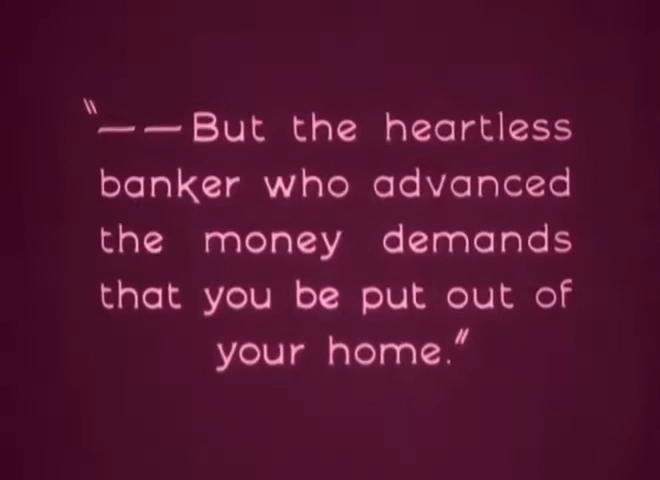 "——But the heartless
banker who advanced
the money demands
that you be put out of
your home."